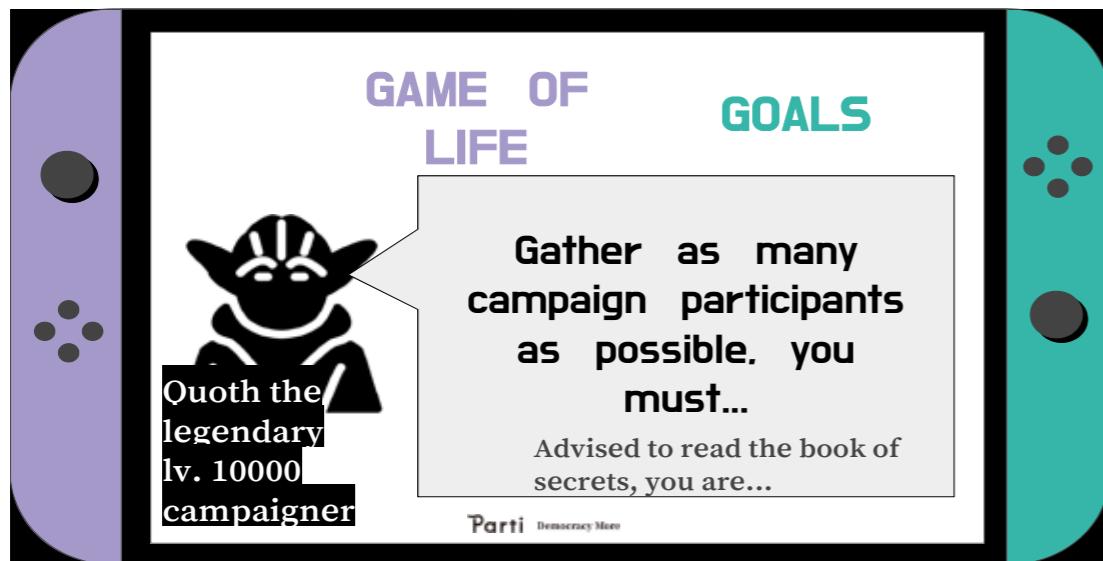 GAME OF
LIFE
GOALS
Gather as many
campaign participants
as possible, you
must...
Advised to read the book of
secrets, you are...
Quoth the
legendary
lv. 10000
campaigner
Parti Democracy More